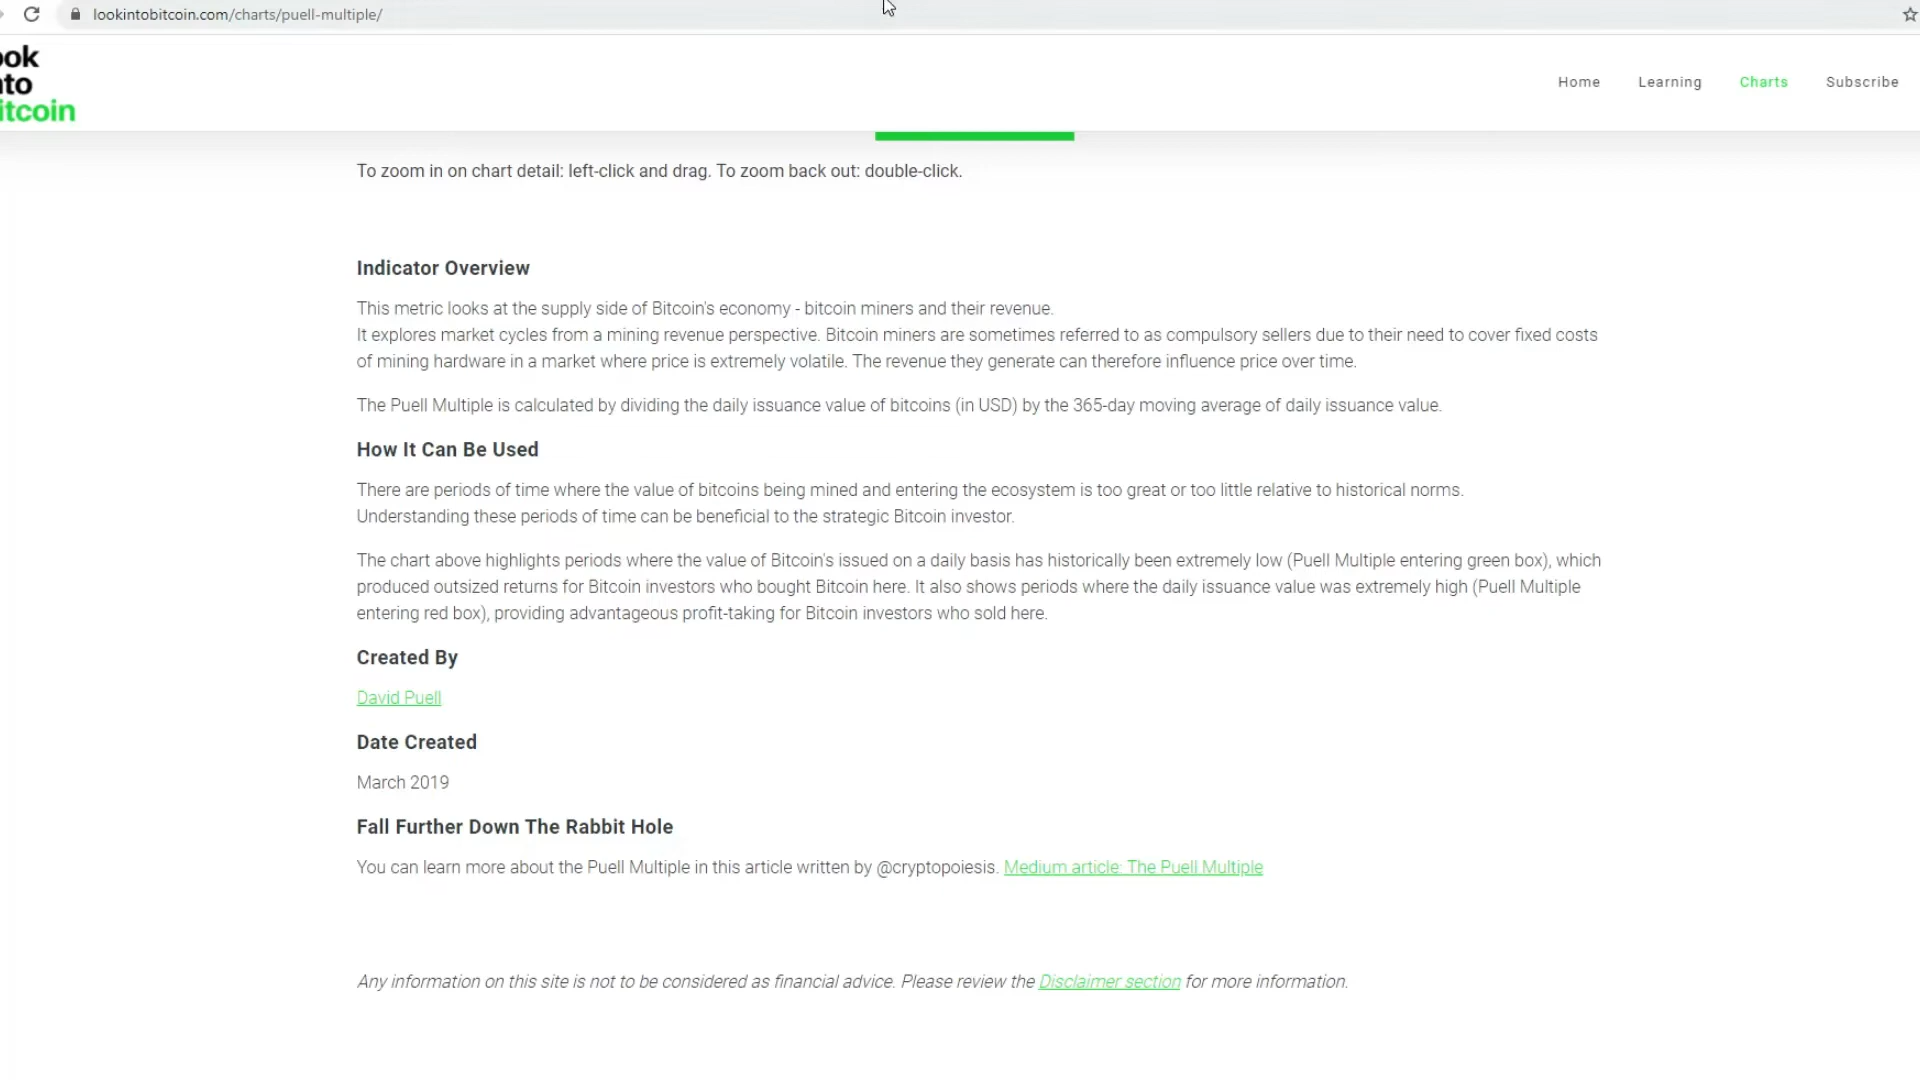 lookintobitcoin.com/charts/puell-multiple/
ook
nto
itcoin
Home Learning Charts Subscribe
To zoom in on chart detail: left-click and drag. To zoom back out: double-click.
Indicator Overview
This metric looks at the supply side of Bitcoin's economy - bitcoin miners and their revenue.
It explores market cycles from a mining revenue perspective. Bitcoin miners are sometimes referred to as compulsory sellers due to their need to cover fixed costs
of mining hardware in a market where price is extremely volatile. The revenue they generate can therefore influence price over time.
The Puell Multiple is calculated by dividing the daily issuance value of bitcoins (in USD) by the 365-day moving average of daily issuance value.
How It Can Be Used
There are periods of time where the value of bitcoins being mined and entering the ecosystem is too great or too little relative to historical norms.
Understanding these periods of time can be beneficial to the strategic Bitcoin investor.
The chart above highlights periods where the value of Bitcoin's issued on a daily basis has historically been extremely low (Puell Multiple entering green box), which
produced outsized returns for Bitcoin investors who bought Bitcoin here. It also shows periods where the daily issuance value was extremely high (Puell Multiple
entering red box), providing advantageous profit-taking for Bitcoin investors who sold here.
Created By
David Puell
Date Created
March 2019
Fall Further Down The Rabbit Hole
You can learn more about the Puell Multiple in this article written by @cryptopoiesis. Medium article: The Puell Multiple
Any information on this site is not to be considered as financial advice. Please review the Disclaimer section for more information.